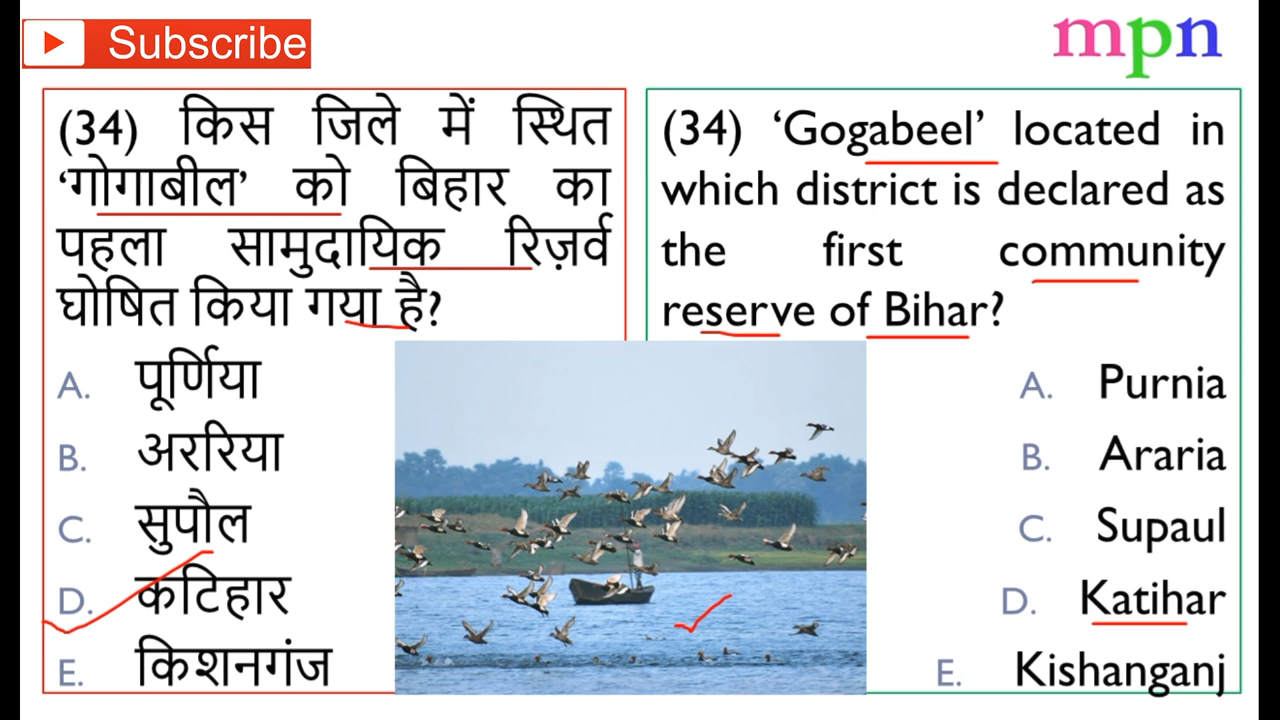 Subscribe
mpn
(34) किस जिले में स्थित
‘गोगाबील’ को बिहार का
पहला सामुदायिक रिज़र्व
घोषित किया गया है?
A. पूर्णिया
B. अररिया
C. सुपौल
D. कटिहार
E. किशनगंज
(34) ‘Gogabeel’ located in
which district is declared as
the first community
reserve of Bihar?
A. Purnia
B. Araria
C. Supaul
D. Katihar
E. Kishanganj